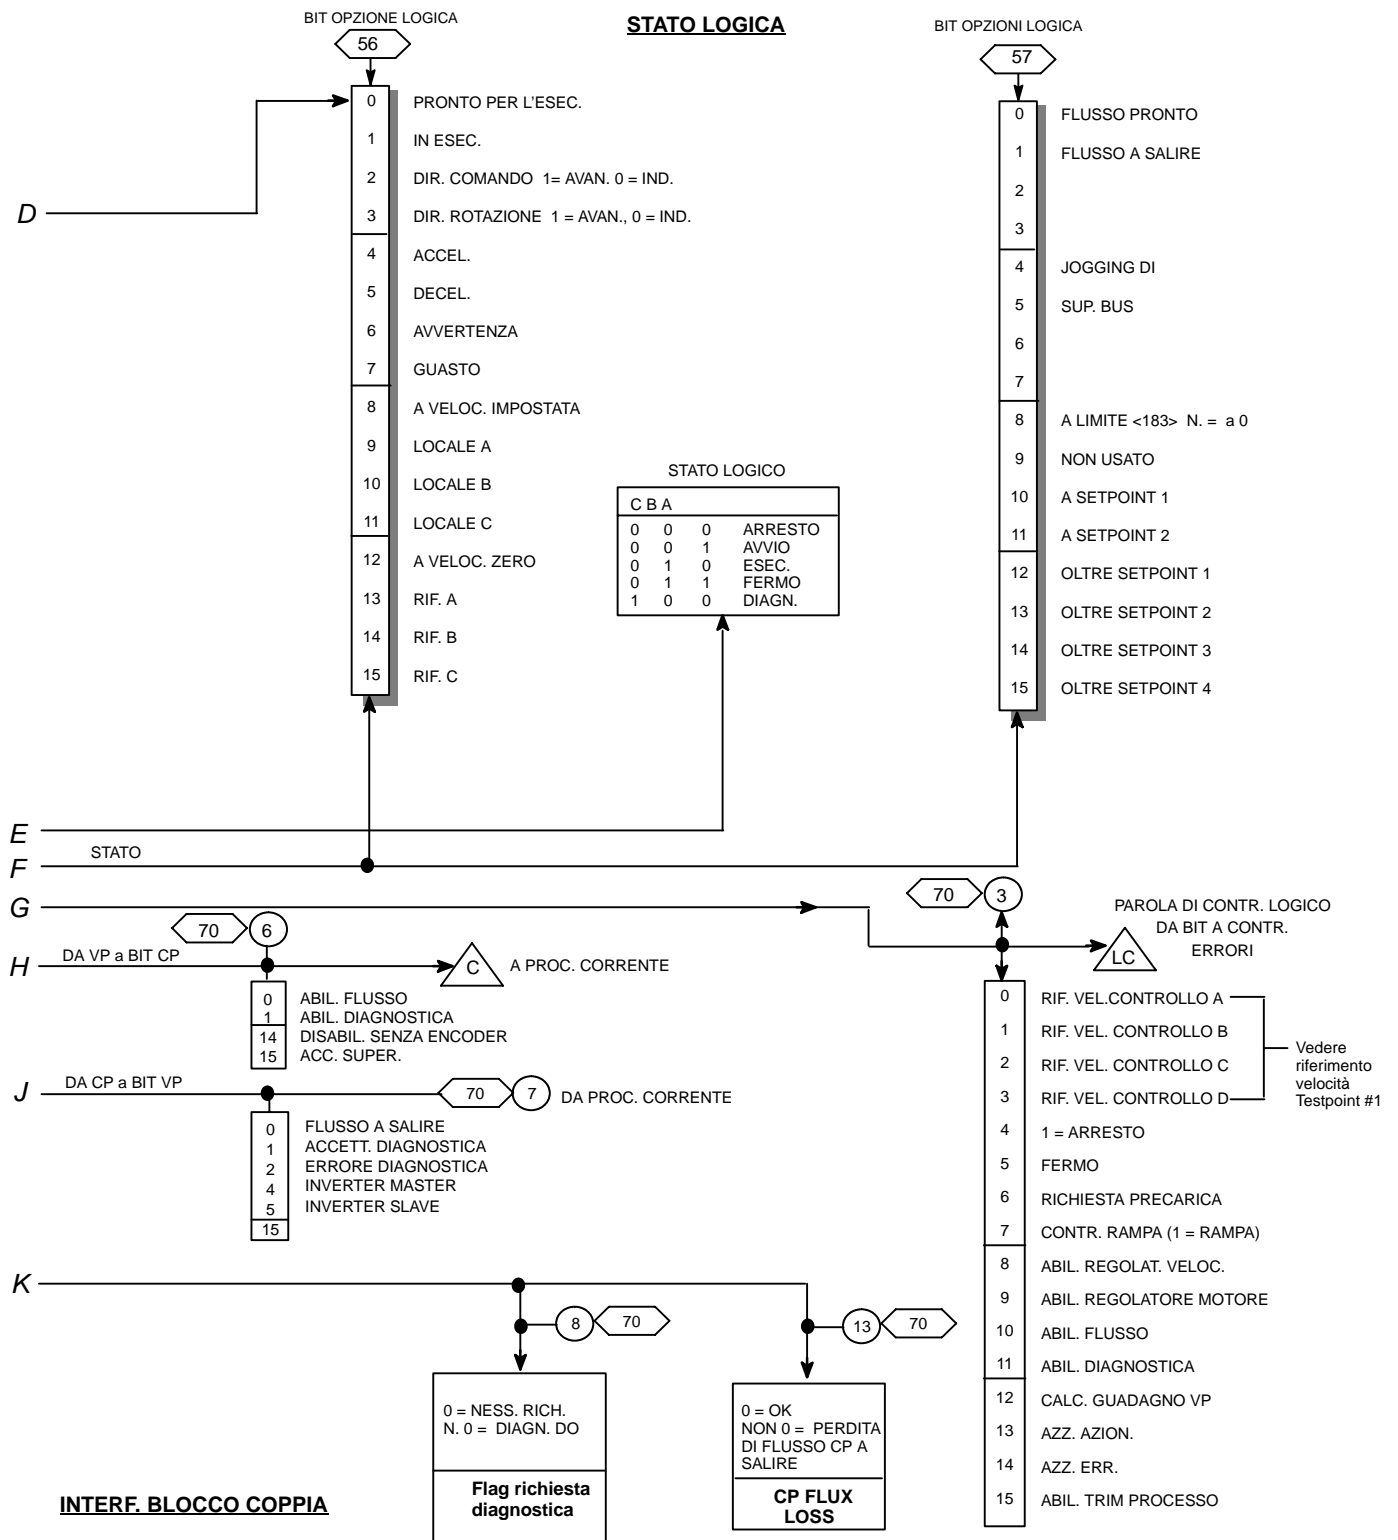 BIT OPZIONE LOGICA
STATO LOGICA
BIT OPZIONI LOGICA
56
57
0 PRONTO PER L'ESEC.
1 IN ESEC.
2 DIR. COMANDO 1= AVAN. 0 = IND.
3 DIR. ROTAZIONE 1 = AVAN., 0 = IND.
4 ACCEL.
5 DECEL.
6 AVVERTENZA
7 GUASTO
8 A VELOC. IMPOSTATA
9 LOCALE A
10 LOCALE B
11 LOCALE C
12 A VELOC. ZERO
13 RIF. A
14 RIF. B
15 RIF. C
0 FLUSSO PRONTO
1 FLUSSO A SALIRE
2
3
4 JOGGING DI
5 SUP. BUS
6
7
8 A LIMITE <183> N. = a 0
9 NON USATO
10 A SETPOINT 1
11 A SETPOINT 2
12 OLTRE SETPOINT 1
13 OLTRE SETPOINT 2
14 OLTRE SETPOINT 3
15 OLTRE SETPOINT 4
STATO LOGICO
C B A
0 0 0 ARRESTO
0 0 1 AVVIO
0 1 0 ESEC.
0 1 1 FERMO
1 0 0 DIAGN.
D
E
STATO
F
G
70 3
PAROLA DI CONTR. LOGICO
DA BIT A CONTR.
ERRORI
LC
70 6
H DA VP a BIT CP
C A PROC. CORRENTE
0 ABIL. FLUSSO
1 ABIL. DIAGNOSTICA
14 DISABIL. SENZA ENCODER
15 ACC. SUPER.
J DA CP a BIT VP
70 7 DA PROC. CORRENTE
0 FLUSSO A SALIRE
1 ACCETT. DIAGNOSTICA
2 ERRORE DIAGNOSTICA
4 INVERTER MASTER
5 INVERTER SLAVE
15
0 RIF. VEL.CONTROLLO A
1 RIF. VEL. CONTROLLO B
2 RIF. VEL. CONTROLLO C
3 RIF. VEL. CONTROLLO D
4 1 = ARRESTO
5 FERMO
6 RICHIESTA PRECARICA
7 CONTR. RAMPA (1 = RAMPA)
8 ABIL. REGOLAT. VELOC.
9 ABIL. REGOLATORE MOTORE
10 ABIL. FLUSSO
11 ABIL. DIAGNOSTICA
12 CALC. GUADAGNO VP
13 AZZ. AZION.
14 AZZ. ERR.
15 ABIL. TRIM PROCESSO
Vedere
riferimento
velocità
Testpoint #1
K
8 70
13 70
0 = NESS. RICH.
N. 0 = DIAGN. DO
Flag richiesta
diagnostica
0 = OK
NON 0 = PERDITA
DI FLUSSO CP A
SALIRE
CP FLUX
LOSS
INTERF. BLOCCO COPPIA